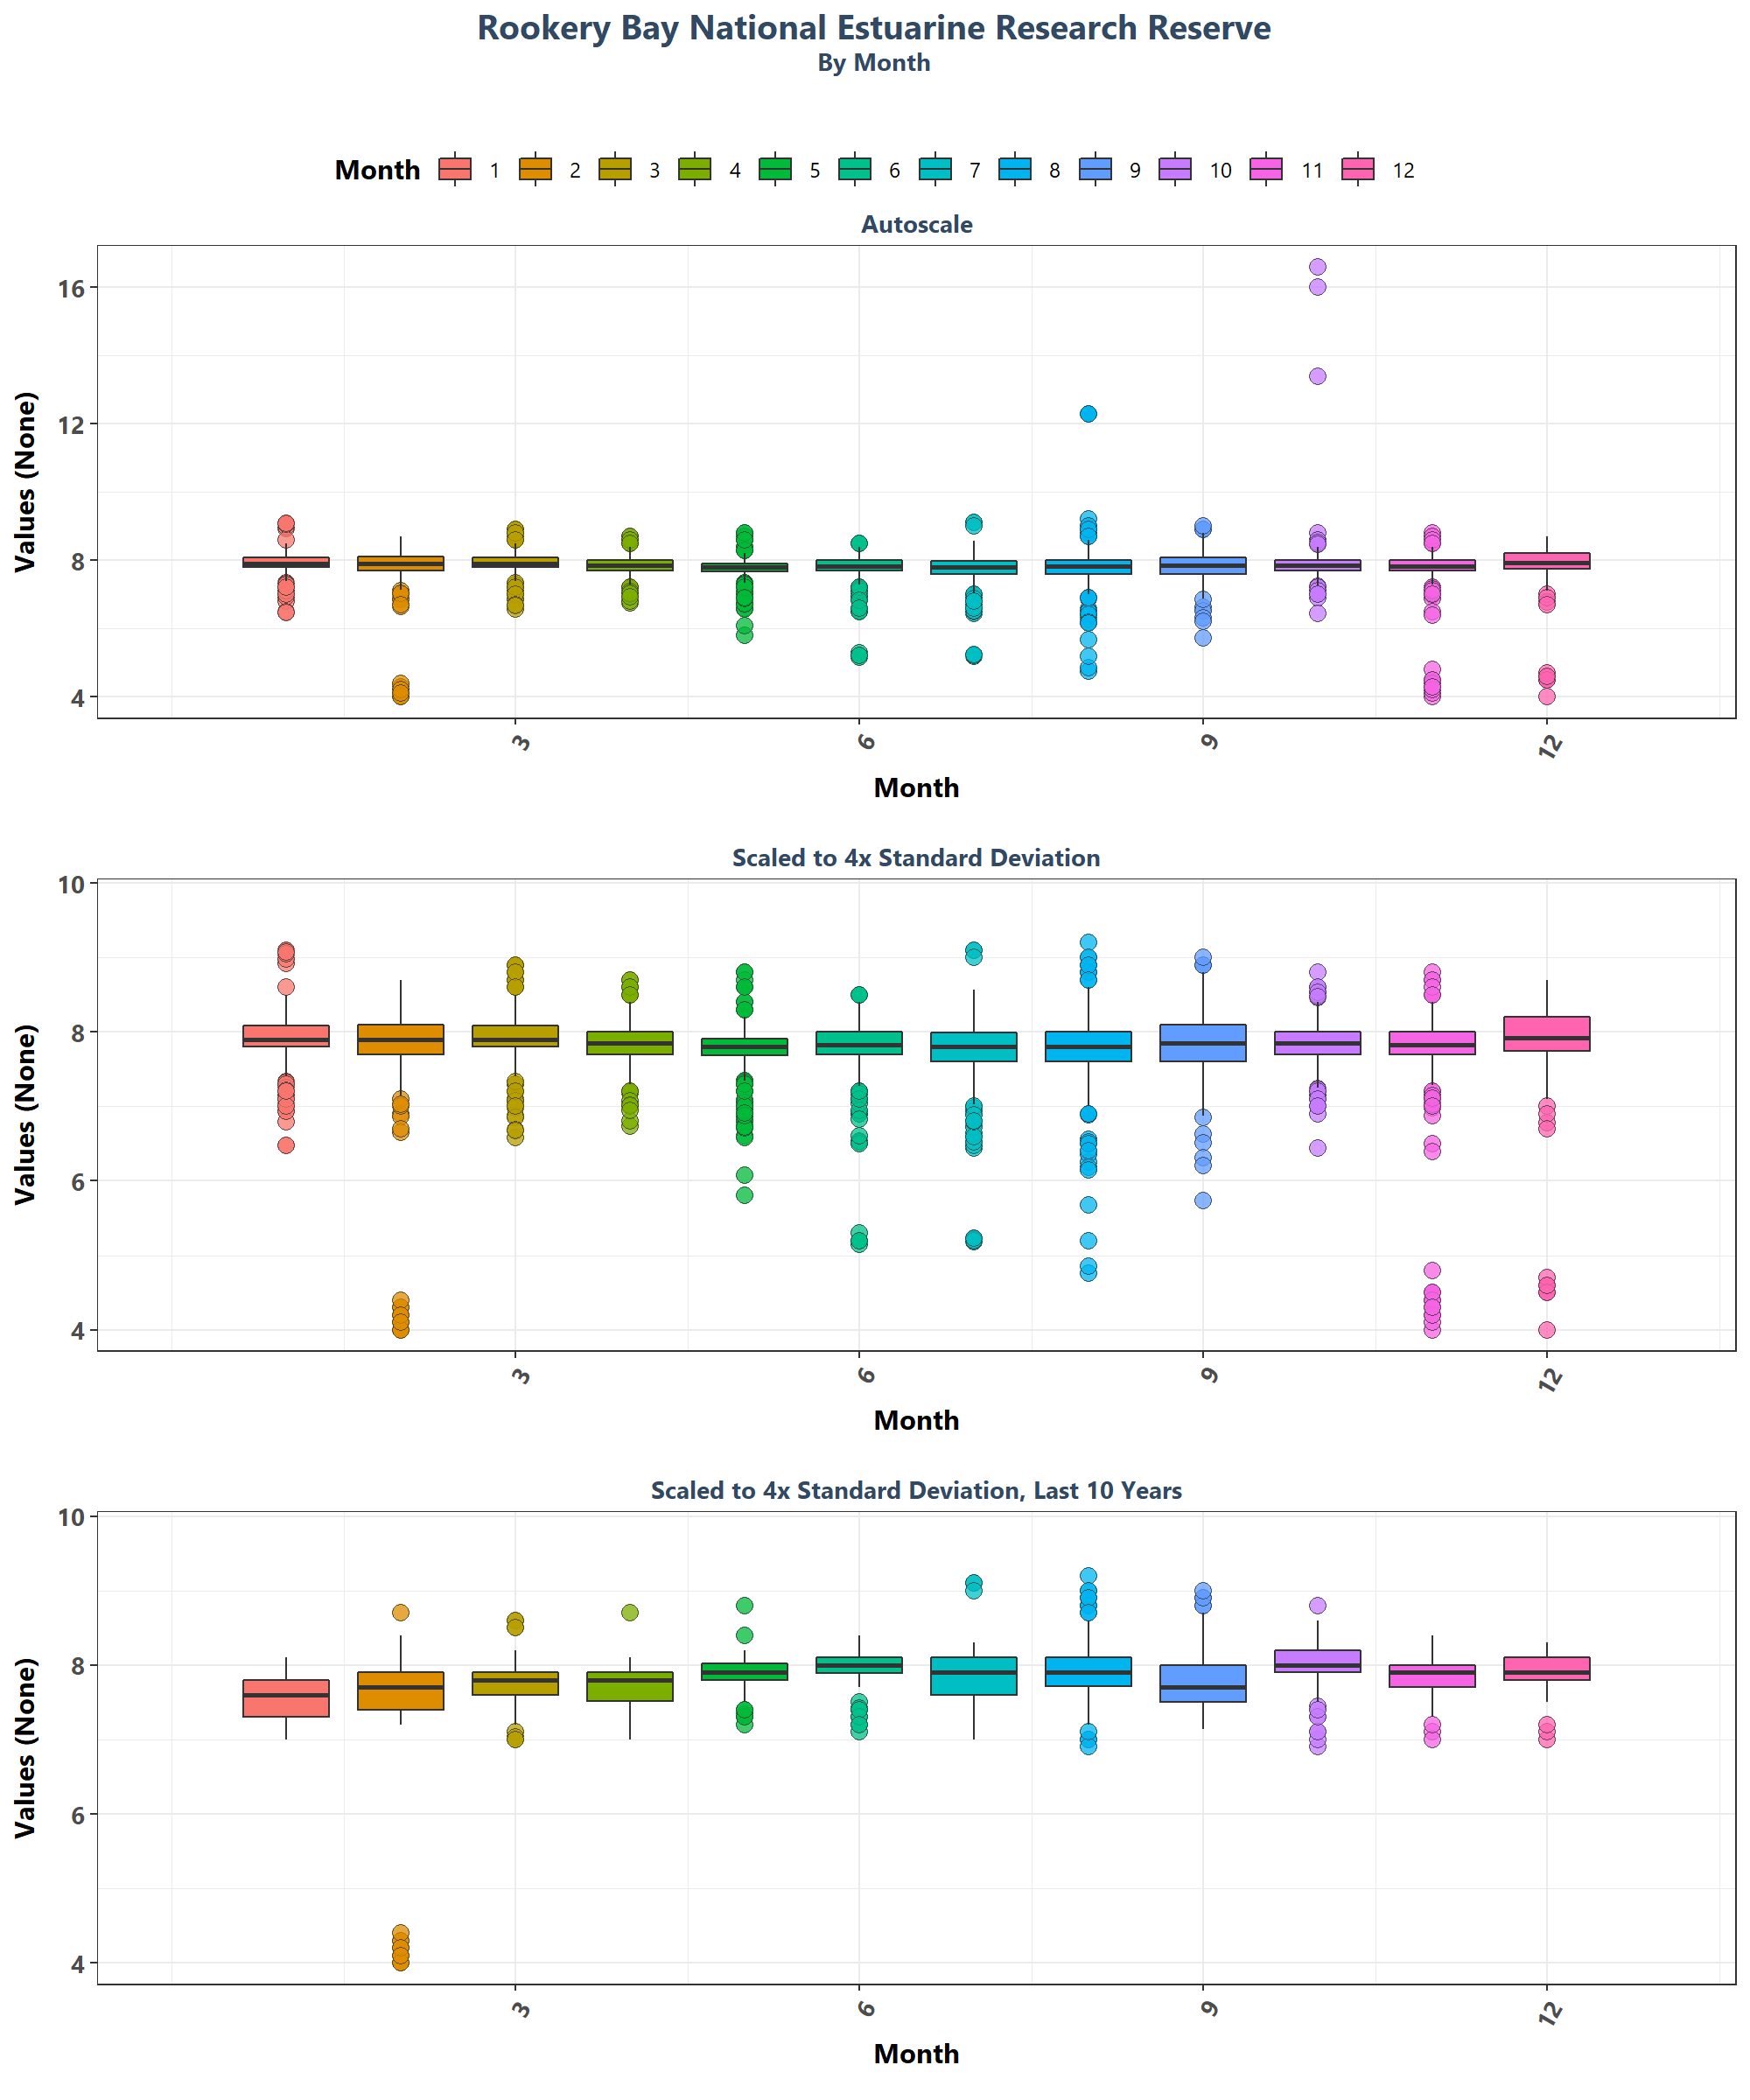 Rookery Bay National Estuarine Research Reserve
By Month
Month 1 2 3 4 5 6 7 8 9 10 11 12
Autoscale
Values (None)
16
12
8
4
3 6 9 12
Month
Scaled to 4x Standard Deviation
Values (None)
10
8
6
4
3 6 9 12
Month
Scaled to 4x Standard Deviation, Last 10 Years
Values (None)
10
8
6
4
3 6 9 12
Month